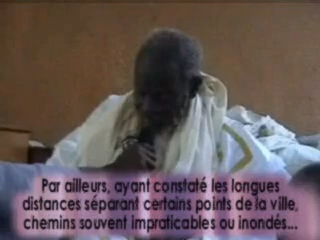 Par ailleurs, ayant constaté les longues
distances séparant certains points de la ville,
chemins souvent impraticables ou inondés...